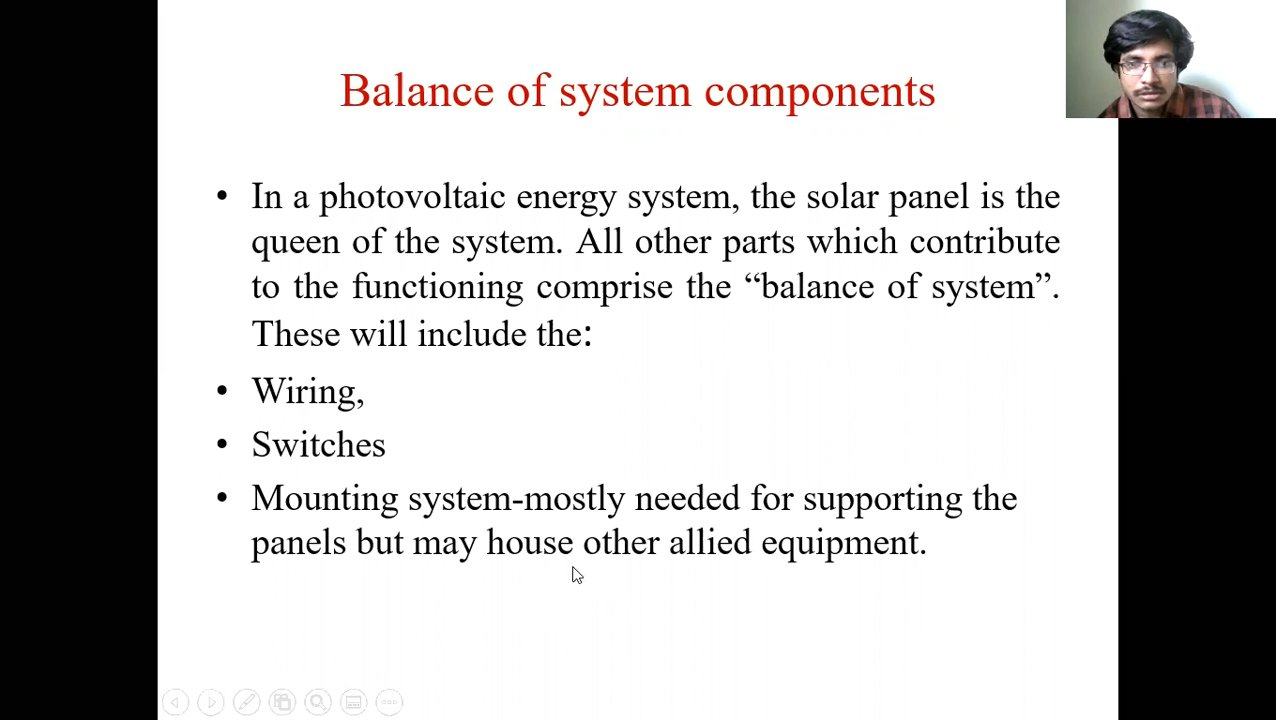 Balance of system components
• In a photovoltaic energy system, the solar panel is the
queen of the system. All other parts which contribute
to the functioning comprise the “balance of system”.
These will include the:
• Wiring,
• Switches
• Mounting system-mostly needed for supporting the
panels but may house other allied equipment.